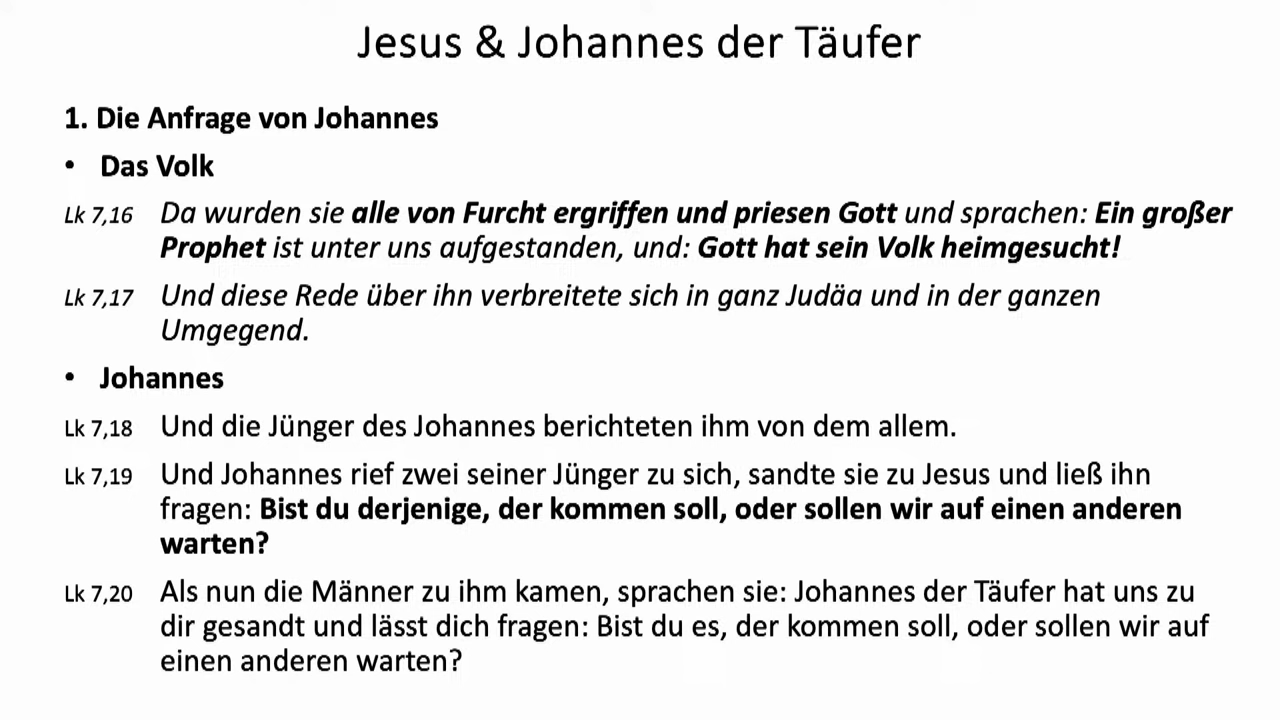 Jesus & Johannes der Täufer
1. Die Anfrage von Johannes
• Das Volk
Lk 7,16 Da wurden sie alle von Furcht ergriffen und priesen Gott und sprachen: Ein großer
Prophet ist unter uns aufgestanden, und: Gott hat sein Volk heimgesucht!
Lk 7,17 Und diese Rede über ihn verbreitete sich in ganz Judäa und in der ganzen
Umgegend.
• Johannes
Lk 7,18 Und die Jünger des Johannes berichteten ihm von dem allem.
Lk 7,19 Und Johannes rief zwei seiner Jünger zu sich, sandte sie zu Jesus und ließ ihn
fragen: Bist du derjenige, der kommen soll, oder sollen wir auf einen anderen
warten?
Lk 7,20 Als nun die Männer zu ihm kamen, sprachen sie: Johannes der Täufer hat uns zu
dir gesandt und lässt dich fragen: Bist du es, der kommen soll, oder sollen wir auf
einen anderen warten?